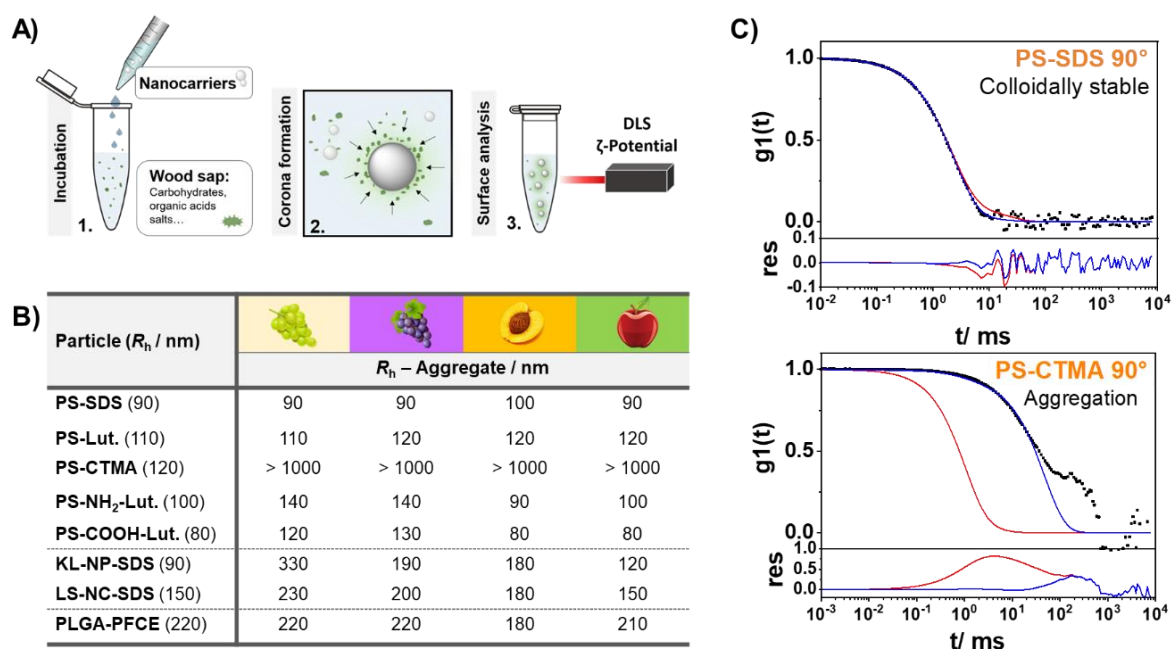 A)
Incubation
Nanocarriers
Wood sap:
Carbohydrates,
organic acids
salts...
1.
Corona formation
2.
Surface analysis
3.
DLS
ζ-Potential
B)
Particle (Rh / nm)
Rh – Aggregate / nm
PS-SDS (90) 90 90 100 90
PS-Lut. (110) 110 120 120 120
PS-CTMA (120) > 1000 > 1000 > 1000 > 1000
PS-NH2-Lut. (100) 140 140 90 100
PS-COOH-Lut. (80) 120 130 80 80
KL-NP-SDS (90) 330 190 180 120
LS-NC-SDS (150) 230 200 180 150
PLGA-PFCE (220) 220 220 180 210
C)
PS-SDS 90°
Colloidally stable
g1(t)
1.0
0.5
0.0
res
0.1
0.0
-0.1
10-2 10-1 100 101 102 103 104
t/ ms
PS-CTMA 90°
Aggregation
g1(t)
1.0
0.5
0.0
res
1.0
0.5
0.0
10-3 10-2 10-1 100 101 102 103 104
t/ ms